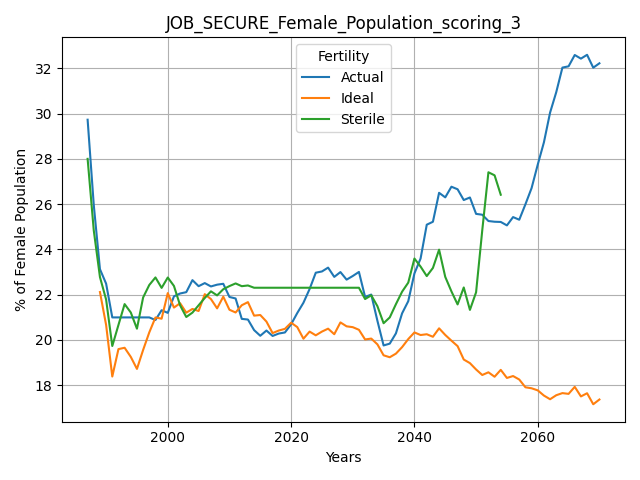 JOB_SECURE_Female_Population_scoring_3
Fertility
Actual
Ideal
Sterile
% of Female Population
32
30
28
26
24
22
20
18
2000
2020
2040
2060
Years